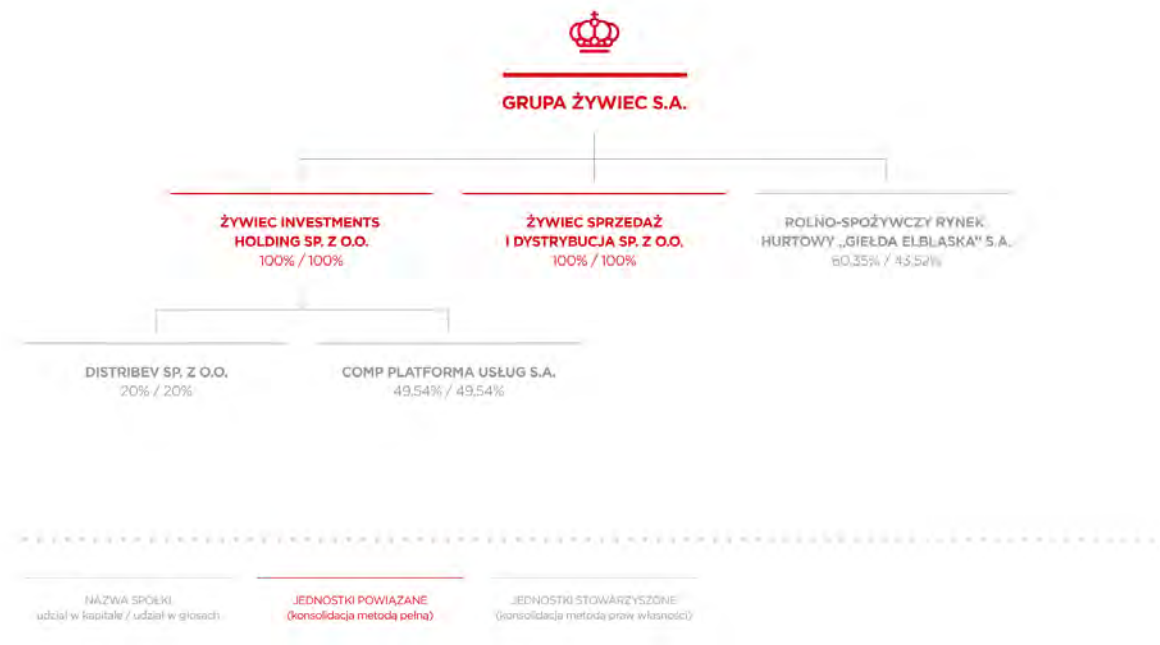 GRUPA ŻYWIEC S.A.
ŻYWIEC INVESTMENTS
HOLDING SP. Z O.O.
100% / 100%
ŻYWIEC SPRZEDAŻ
I DYSTRYBUCJA SP. Z O.O.
100% / 100%
ROLNO-SPOŻYWCZY RYNEK
HURTOWY „GIEŁDA ELBLASKA" S.A.
60,35% / 43,52%
DISTRIBEV SP. Z O.O.
20% / 20%
COMP PLATFORMA USŁUG S.A.
49,54% / 49,54%
NAZWA SPÓŁKI
udział w kapitale / udział w głosach
JEDNOSTKI POWIĄZANE
(konsolidacja metodą pełną)
JEDNOSTKI STOWARZYSZONE
(konsolidacja metodą praw własności)